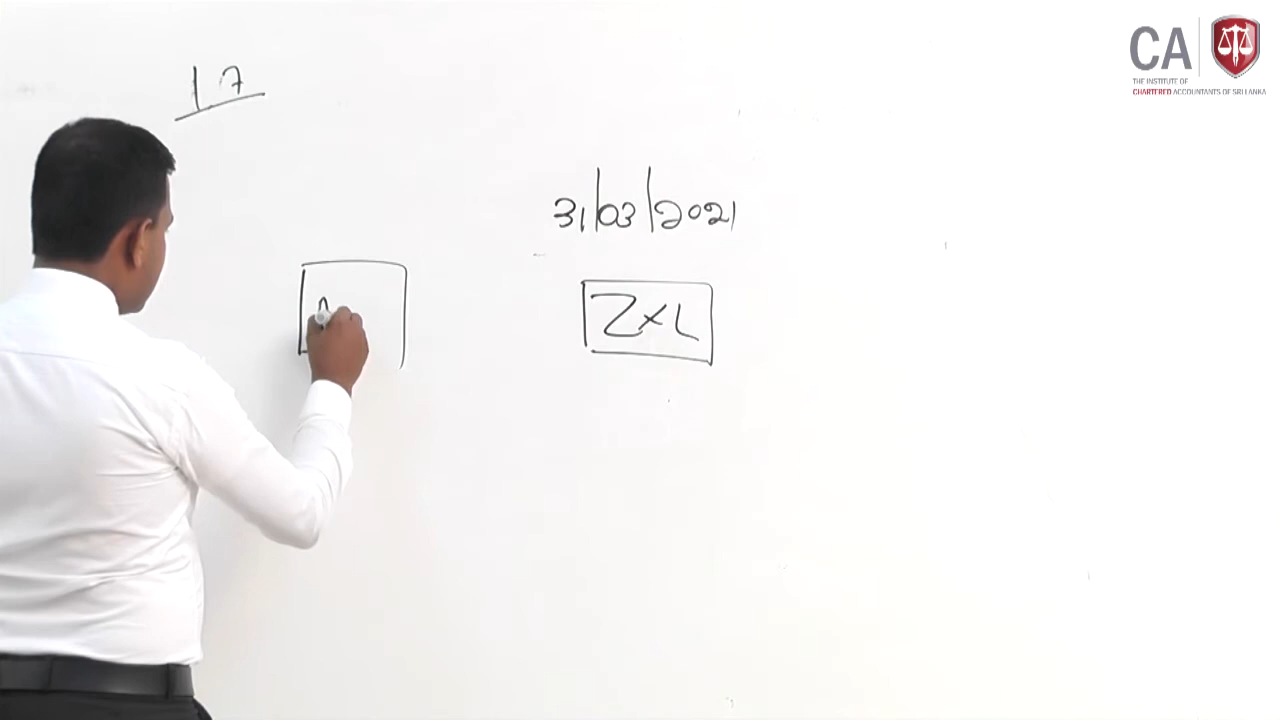 17
CA
THE INSTITUTE OF
CHARTERED ACCOUNTANTS OF SRI LANKA
31/03/2021
ZXL